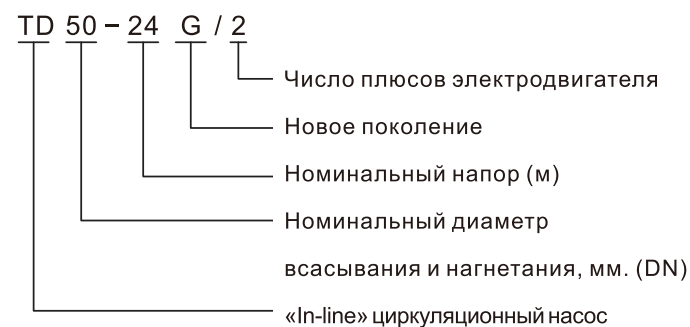 TD 50 – 24 G / 2
Число плюсов электродвигателя
Новое поколение
Номинальный напор (м)
Номинальный диаметр
всасывания и нагнетания, мм. (DN)
«In-line» циркуляционный насос